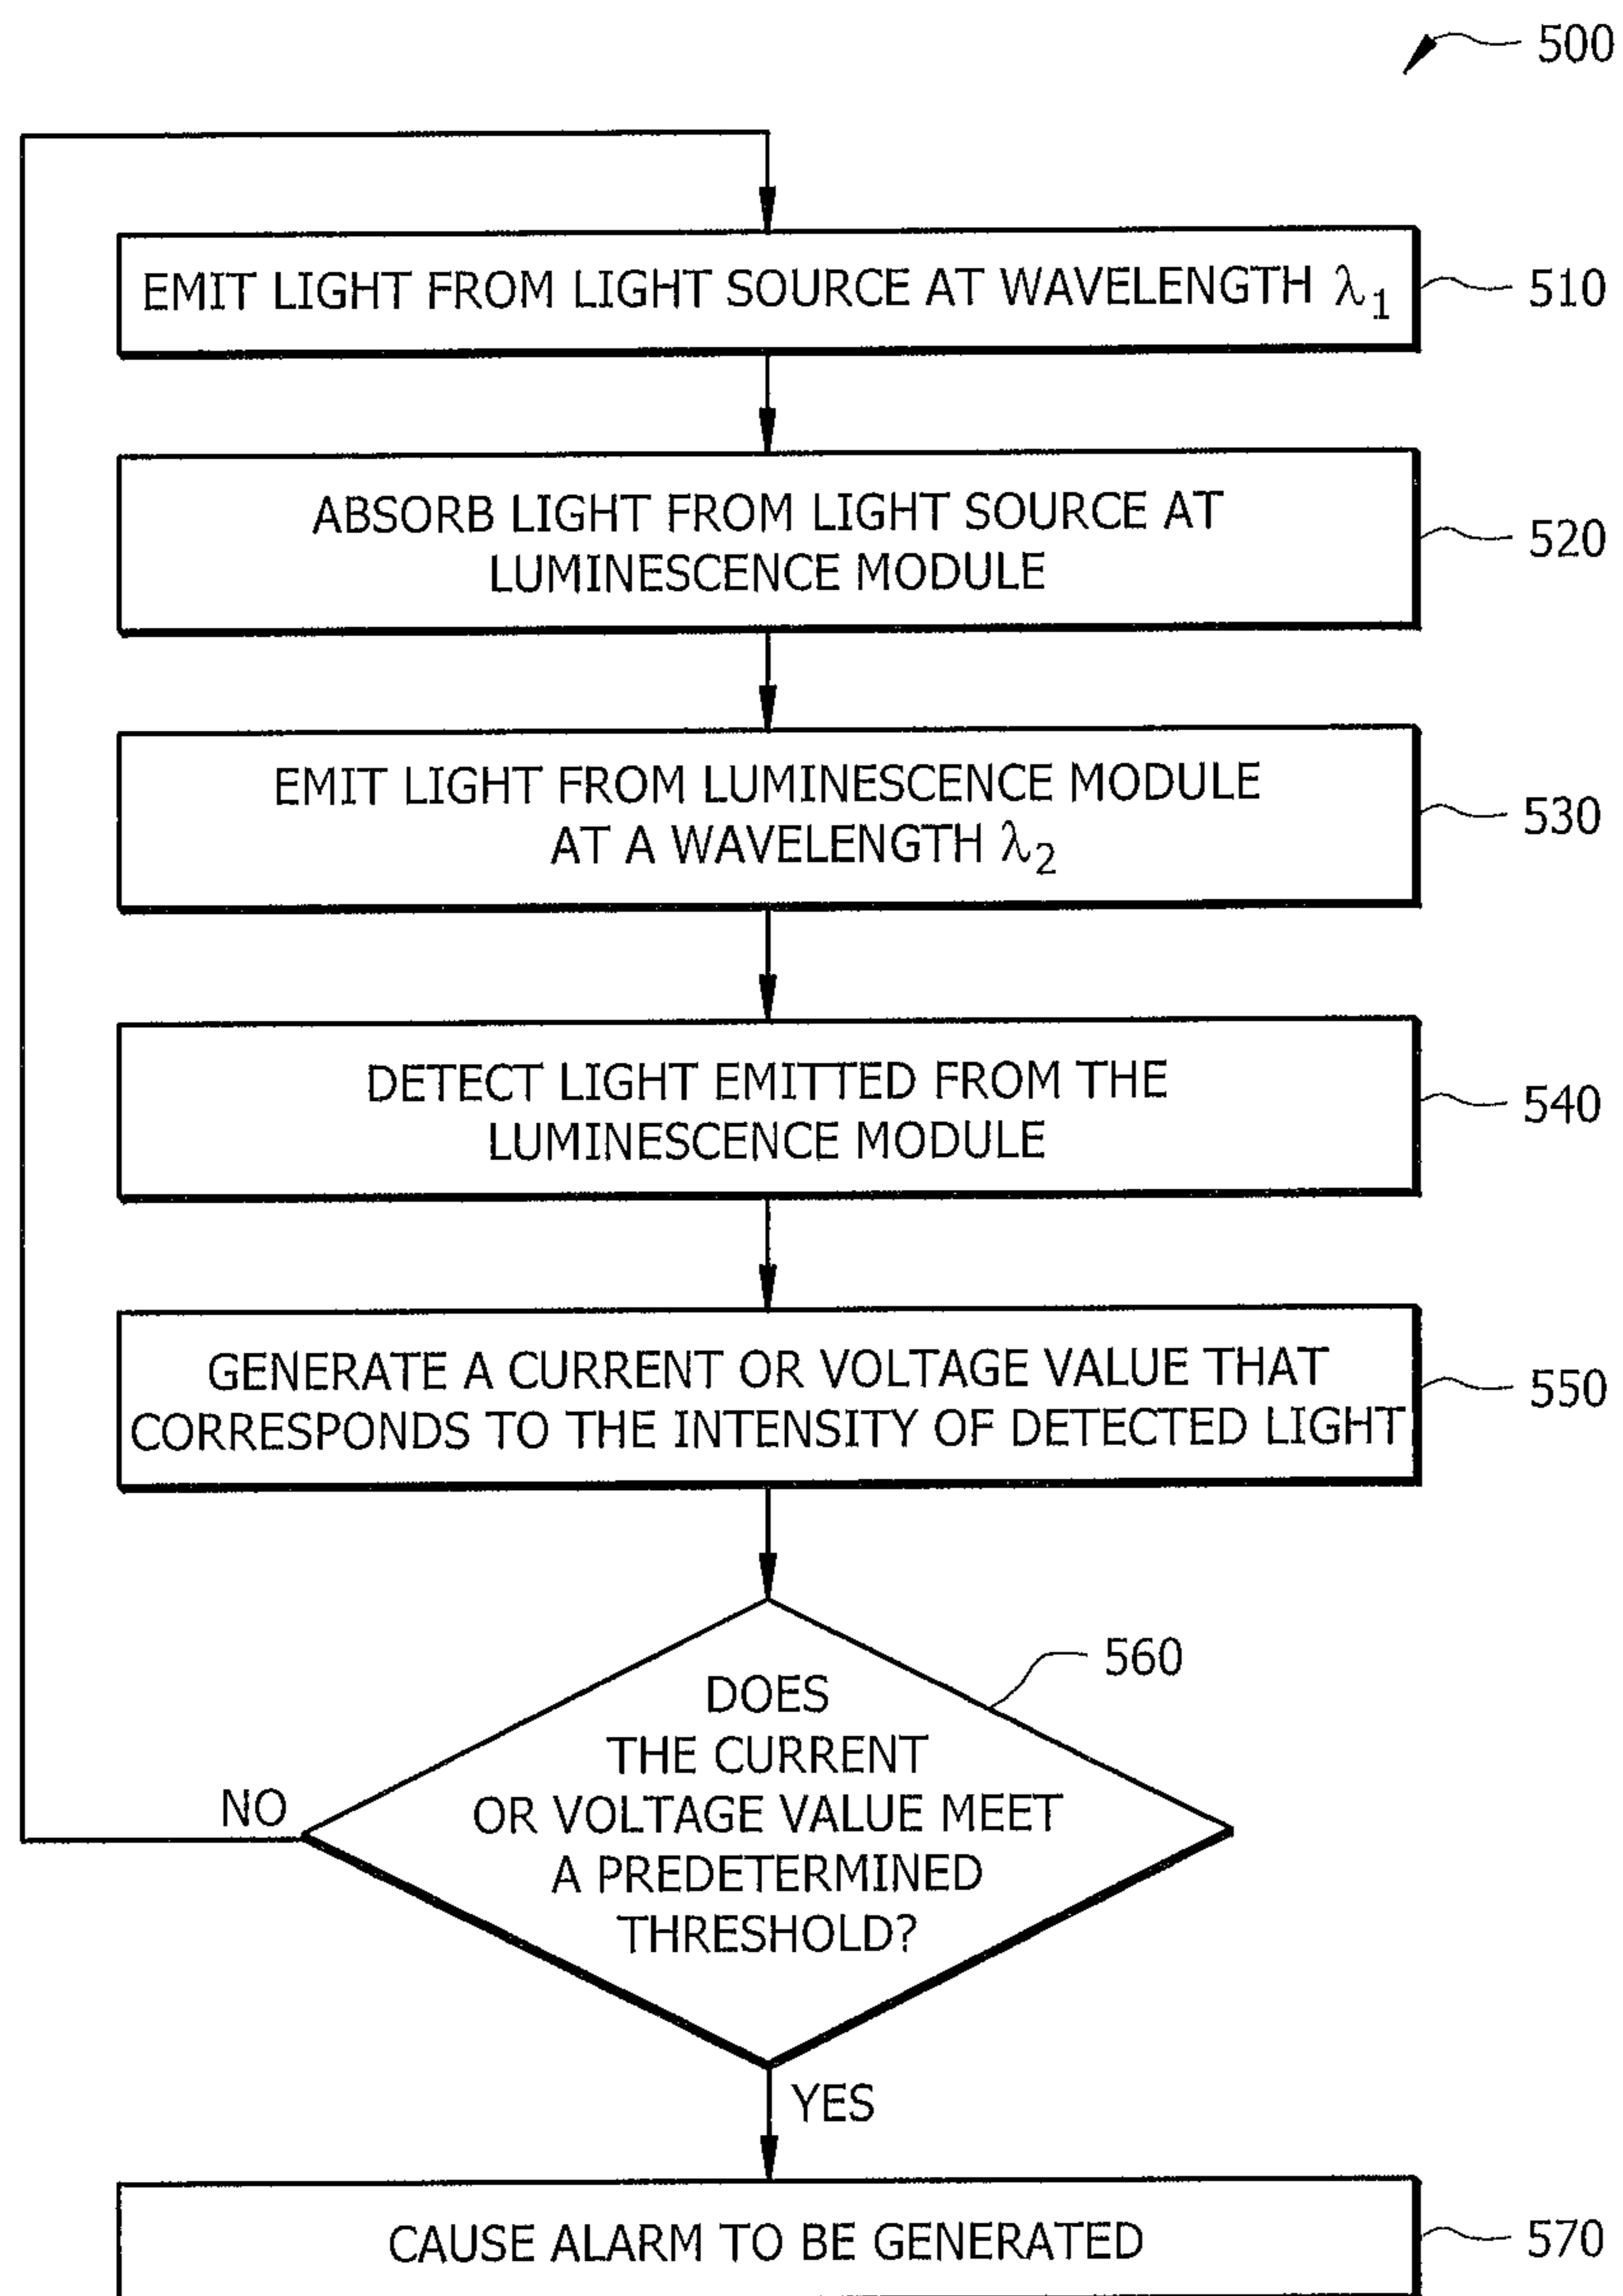 500
EMIT LIGHT FROM LIGHT SOURCE AT WAVELENGTH λ₁
510
ABSORB LIGHT FROM LIGHT SOURCE AT
LUMINESCENCE MODULE
520
EMIT LIGHT FROM LUMINESCENCE MODULE
AT A WAVELENGTH λ₂
530
DETECT LIGHT EMITTED FROM THE
LUMINESCENCE MODULE
540
GENERATE A CURRENT OR VOLTAGE VALUE THAT
CORRESPONDS TO THE INTENSITY OF DETECTED LIGHT
550
DOES
THE CURRENT
OR VOLTAGE VALUE MEET
A PREDETERMINED
THRESHOLD?
560
NO
YES
CAUSE ALARM TO BE GENERATED
570